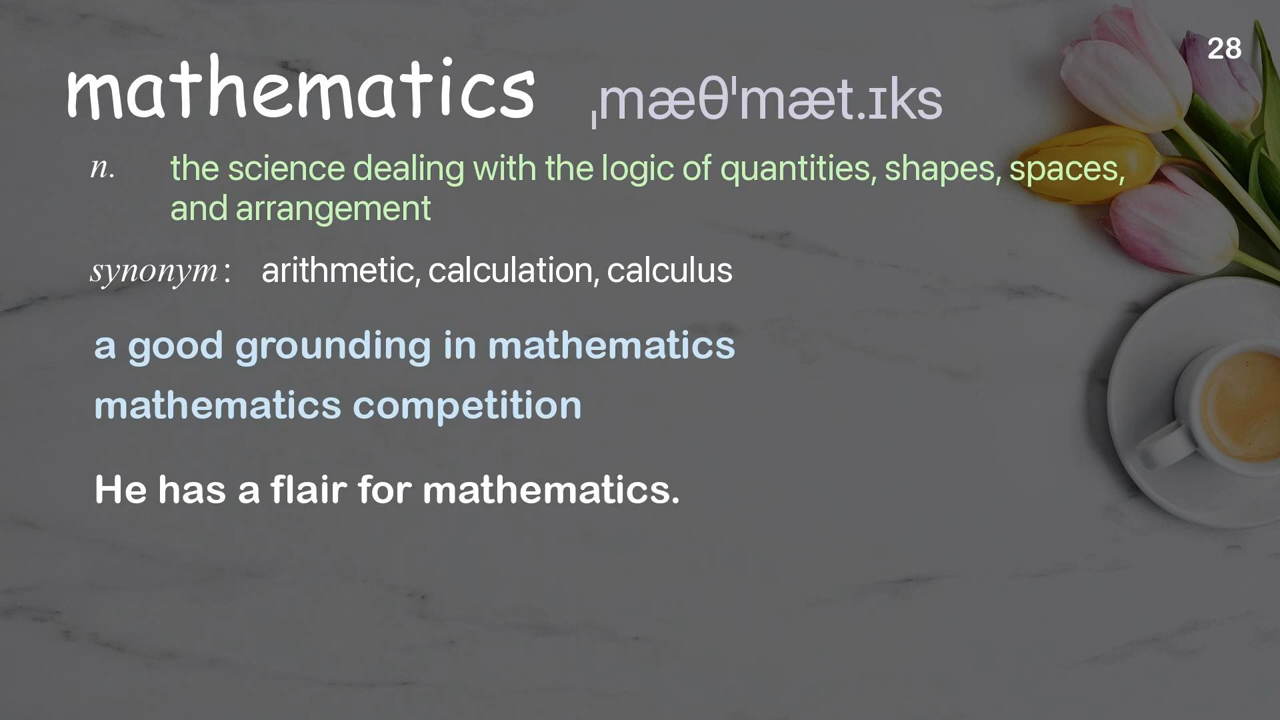 28
mathematics ˌmæθˈmæt.ɪks
n. the science dealing with the logic of quantities, shapes, spaces,
and arrangement
synonym: arithmetic, calculation, calculus
a good grounding in mathematics
mathematics competition
He has a flair for mathematics.